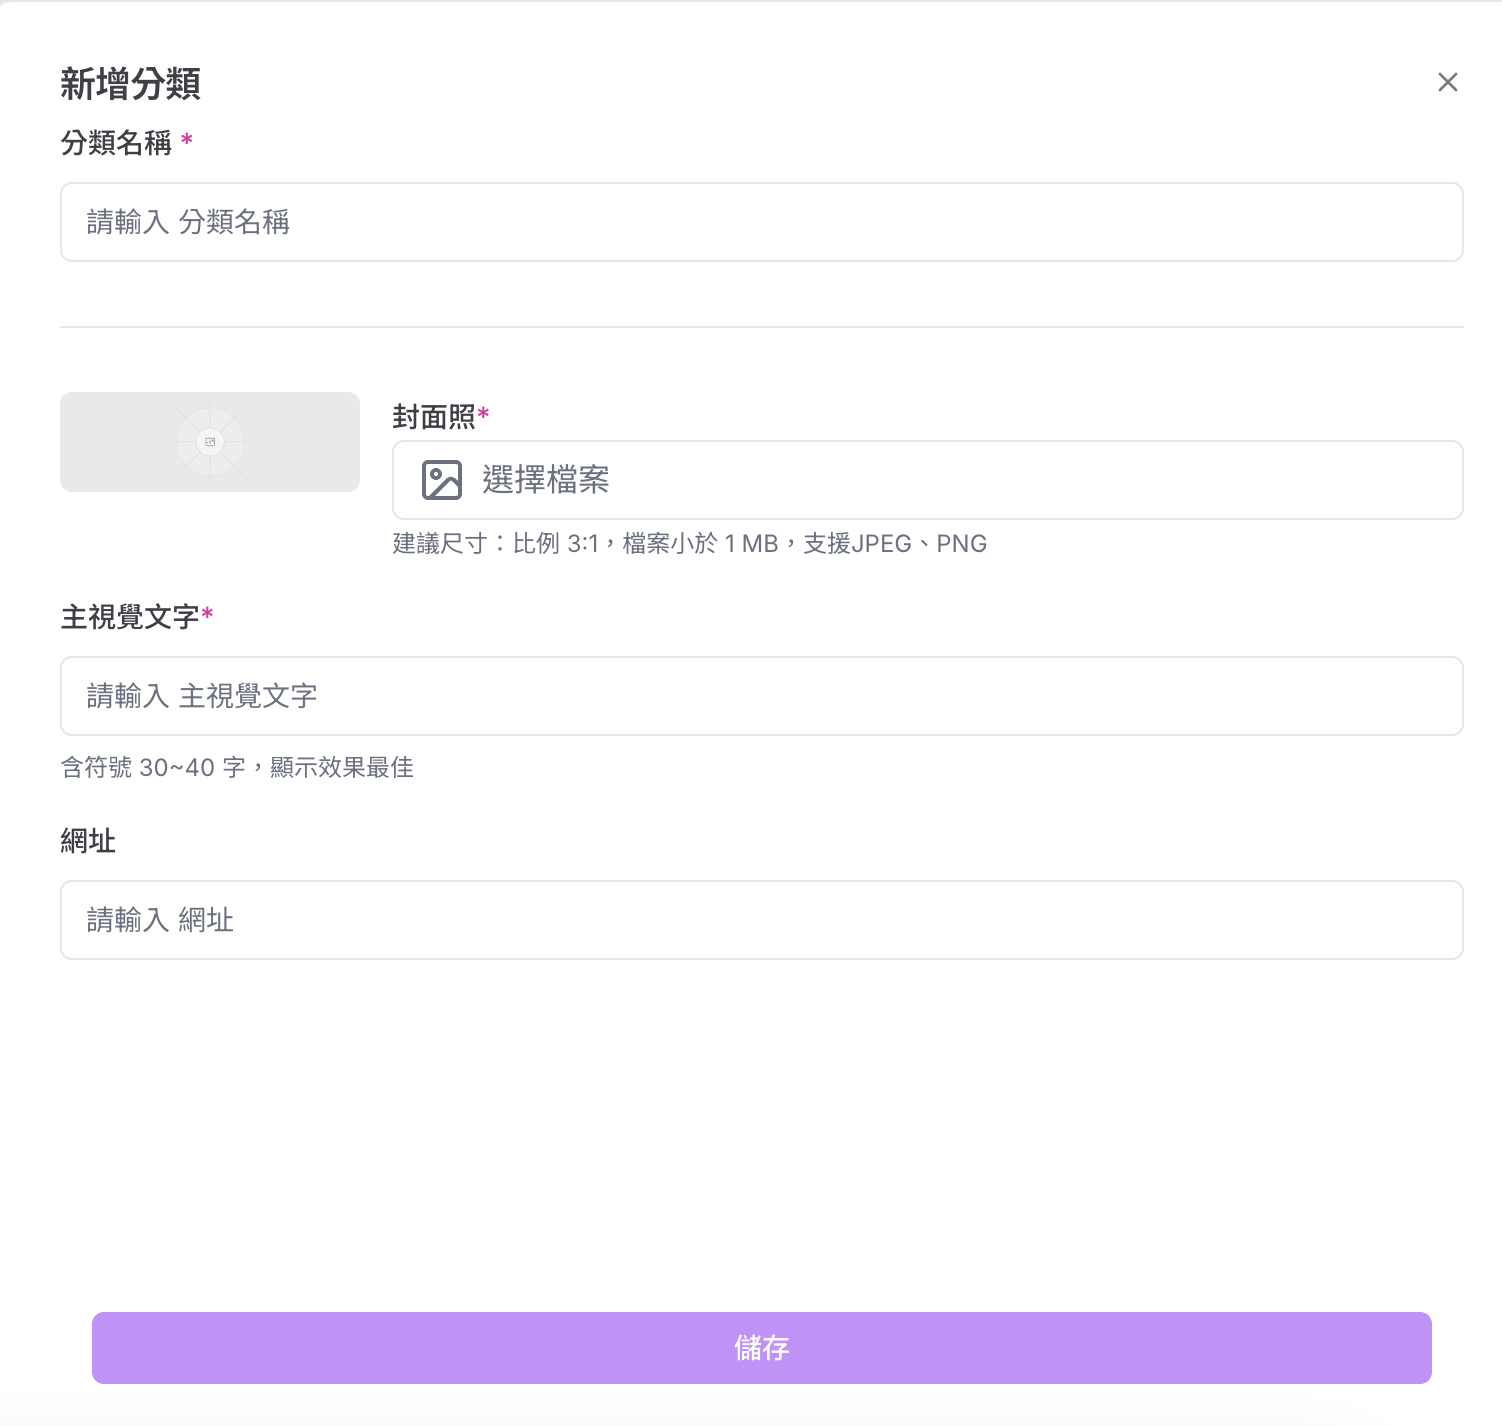 新增分類
分類名稱 *
請輸入 分類名稱
封面照*
選擇檔案
建議尺寸：比例 3:1，檔案小於 1 MB，支援JPEG、PNG
主視覺文字*
請輸入 主視覺文字
含符號 30~40 字，顯示效果最佳
網址
請輸入 網址
儲存